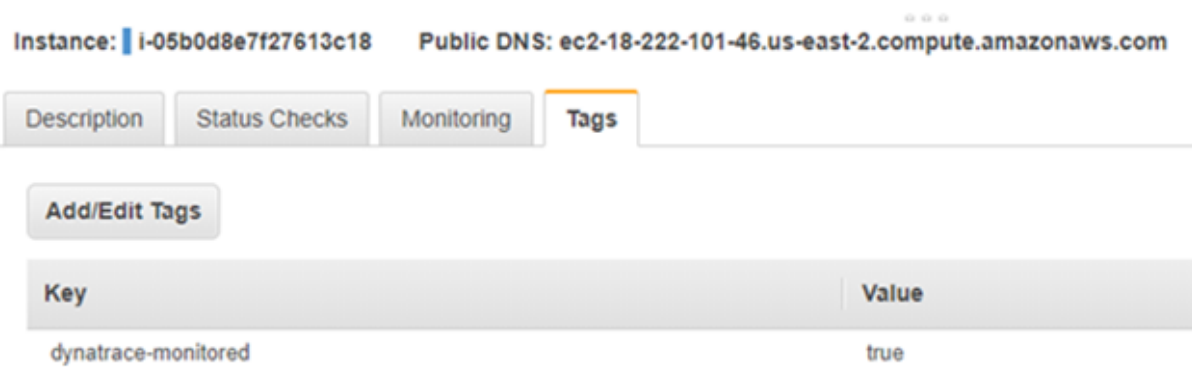 Instance: i-05b0d8e7f27613c18 Public DNS: ec2-18-222-101-46.us-east-2.compute.amazonaws.com
Description Status Checks Monitoring Tags
Add/Edit Tags
Key Value
dynatrace-monitored true